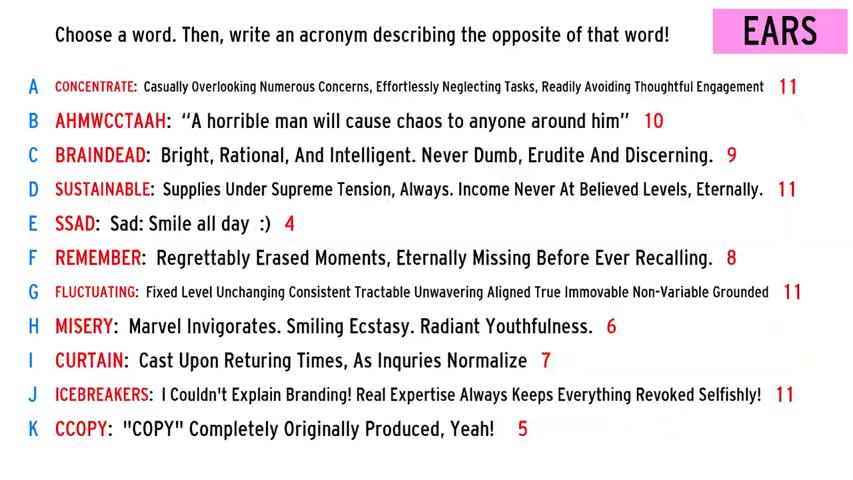 Choose a word. Then, write an acronym describing the opposite of that word!
EARS
A CONCENTRATE: Casually Overlooking Numerous Concerns, Effortlessly Neglecting Tasks, Readily Avoiding Thoughtful Engagement 11
B AHMWCCTAAH: “A horrible man will cause chaos to anyone around him” 10
C BRAINDEAD: Bright, Rational, And Intelligent. Never Dumb, Erudite And Discerning. 9
D SUSTAINABLE: Supplies Under Supreme Tension, Always. Income Never At Believed Levels, Eternally. 11
E SSAD: Sad: Smile all day :) 4
F REMEMBER: Regrettably Erased Moments, Eternally Missing Before Ever Recalling. 8
G FLUCTUATING: Fixed Level Unchanging Consistent Tractable Unwavering Aligned True Immovable Non-Variable Grounded 11
H MISERY: Marvel Invigorates. Smiling Ecstasy. Radiant Youthfulness. 6
I CURTAIN: Cast Upon Returing Times, As Inquries Normalize 7
J ICEBREAKERS: I Couldn't Explain Branding! Real Expertise Always Keeps Everything Revoked Selfishly! 11
K CCOPY: "COPY" Completely Originally Produced, Yeah! 5